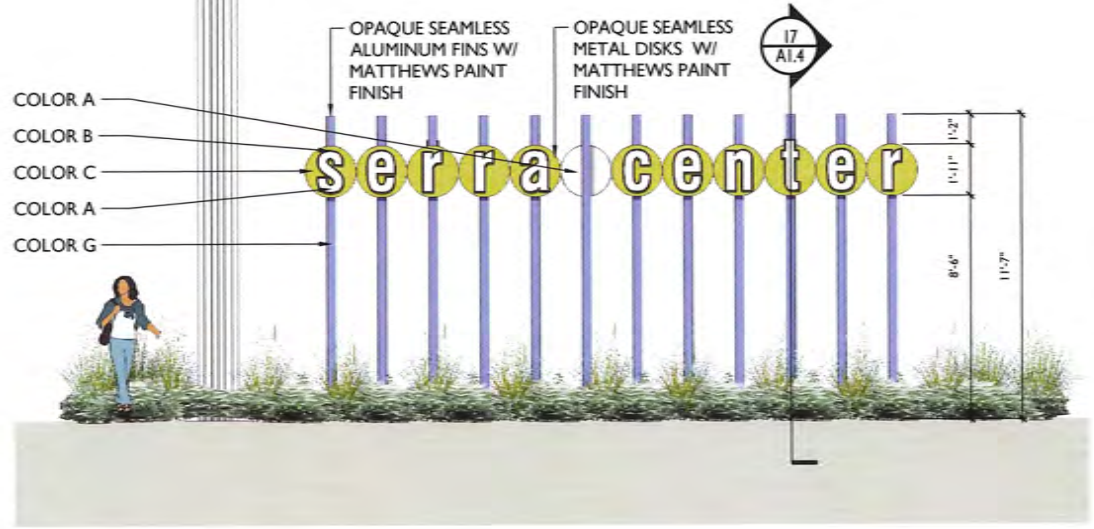 OPAQUE SEAMLESS
ALUMINUM FINS W/
MATTHEWS PAINT
FINISH
OPAQUE SEAMLESS
METAL DISKS W/
MATTHEWS PAINT
FINISH
17
A1.4
COLOR A
COLOR B
COLOR C
COLOR A
COLOR G
serra center
1'-2"
1'-11"
8'-6"
11'-7"